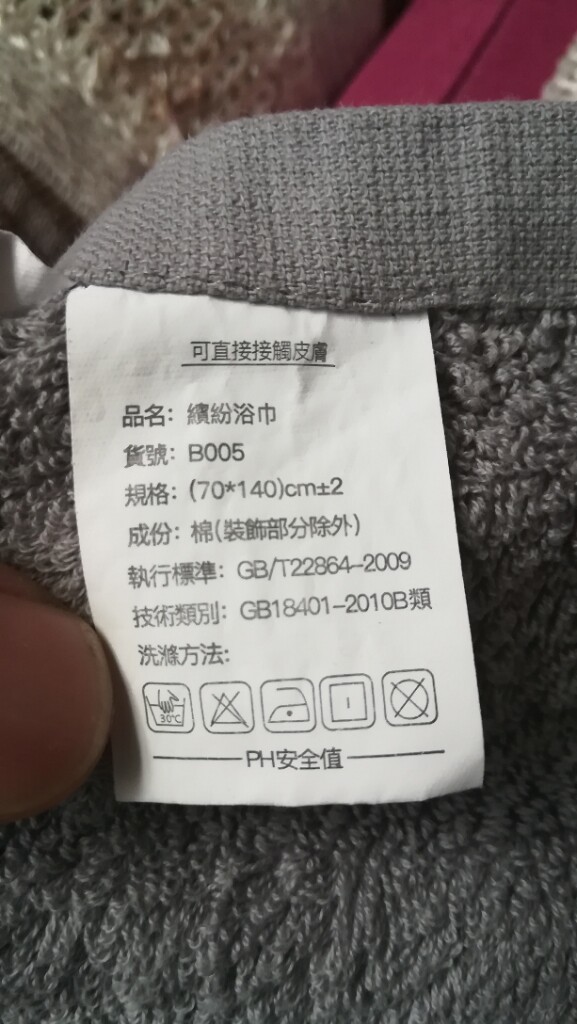 可直接接觸皮膚
品名：繽紛浴巾
貨號：B005
規格：(70*140)cm±2
成份：棉(裝飾部分除外)
執行標準：GB/T22864-2009
技術類別：GB18401-2010B類
洗滌方法:
30℃
PH安全值